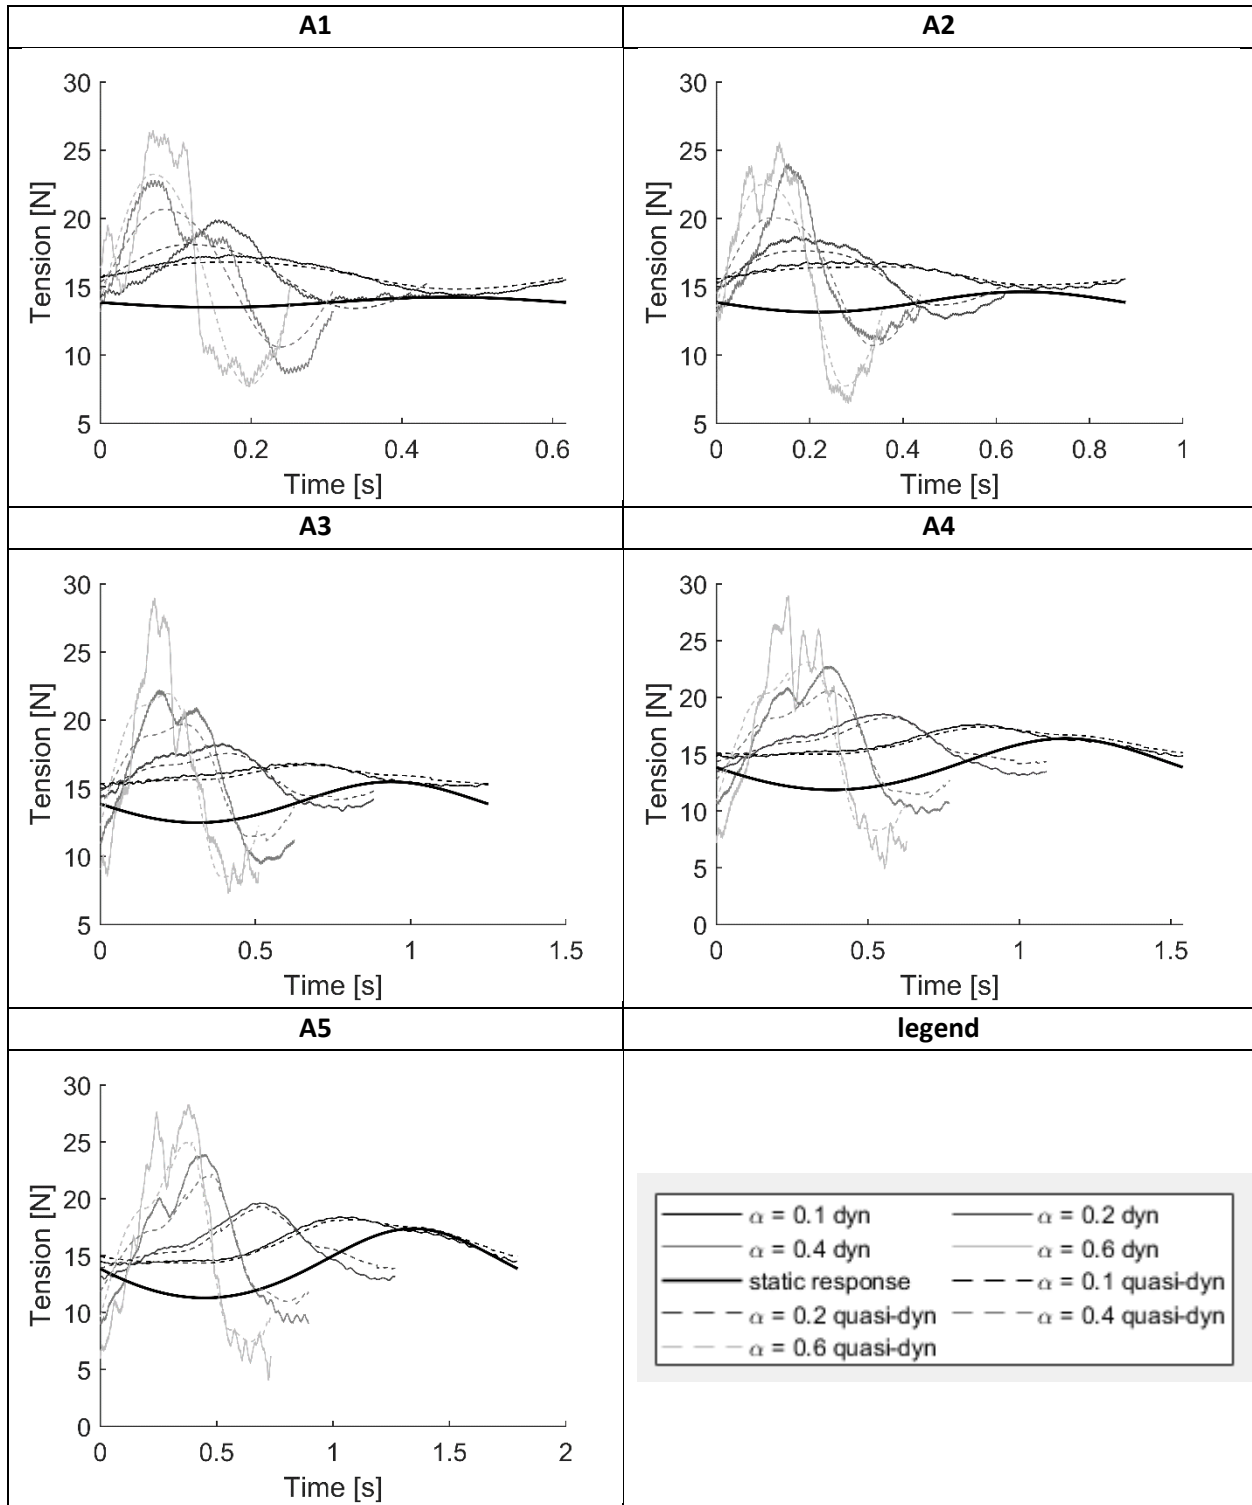 A1
A2
30
25
20
15
10
5
Tension [N]
0
0.2
0.4
0.6
Time [s]
30
25
20
15
10
5
Tension [N]
0
0.2
0.4
0.6
0.8
1
Time [s]
A3
A4
30
25
20
15
10
5
Tension [N]
0
0.5
1
1.5
Time [s]
30
25
20
15
10
5
0
Tension [N]
0
0.5
1
1.5
Time [s]
A5
legend
30
25
20
15
10
5
0
Tension [N]
0
0.5
1
1.5
2
Time [s]
α = 0.1 dyn
α = 0.2 dyn
α = 0.4 dyn
α = 0.6 dyn
static response
α = 0.1 quasi-dyn
α = 0.2 quasi-dyn
α = 0.4 quasi-dyn
α = 0.6 quasi-dyn